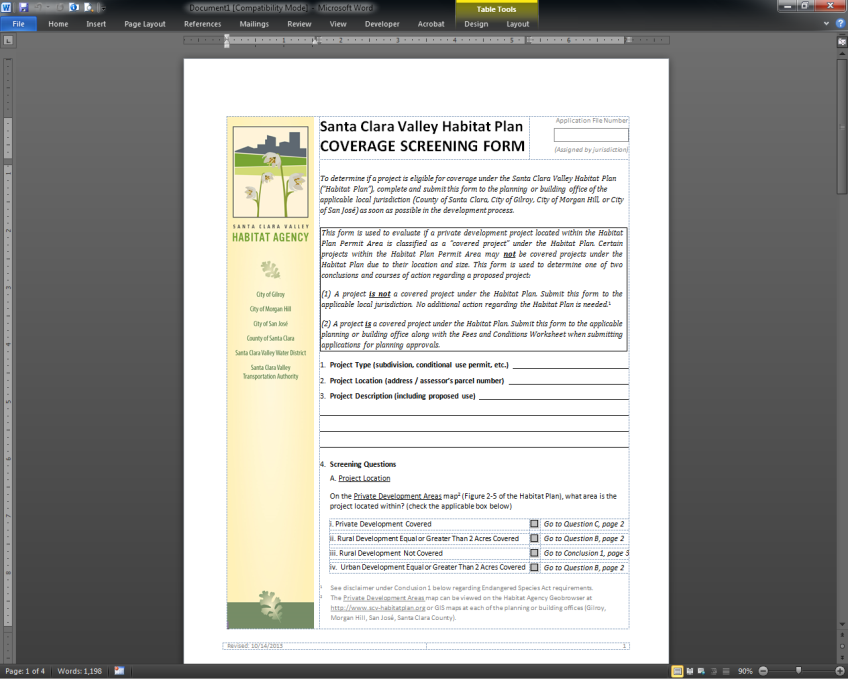 Document1 [Compatibility Mode] - Microsoft Word
Table Tools
File Home Insert Page Layout References Mailings Review View Developer Acrobat Design Layout
Santa Clara Valley Habitat Plan
COVERAGE SCREENING FORM
Application File Number
(Assigned by jurisdiction)
SANTA CLARA VALLEY
HABITAT AGENCY
City of Gilroy
City of Morgan Hill
City of San José
County of Santa Clara
Santa Clara Valley Water District
Santa Clara Valley
Transportation Authority
To determine if a project is eligible for coverage under the Santa Clara Valley Habitat Plan
("Habitat Plan"), complete and submit this form to the planning or building office of the
applicable local jurisdiction (County of Santa Clara, City of Gilroy, City of Morgan Hill, or City
of San José) as soon as possible in the development process.
This form is used to evaluate if a private development project located within the Habitat
Plan Permit Area is classified as a "covered project" under the Habitat Plan. Certain
projects within the Habitat Plan Permit Area may not be covered projects under the
Habitat Plan due to their location and size. This form is used to determine one of two
conclusions and courses of action regarding a proposed project:
(1) A project is not a covered project under the Habitat Plan. Submit this form to the
applicable local jurisdiction. No additional action regarding the Habitat Plan is needed.1
(2) A project is a covered project under the Habitat Plan. Submit this form to the applicable
planning or building office along with the Fees and Conditions Worksheet when submitting
applications for planning approvals.
1. Project Type (subdivision, conditional use permit, etc.)
2. Project Location (address / assessor's parcel number)
3. Project Description (including proposed use)
4. Screening Questions
A. Project Location
On the Private Development Areas map2 (Figure 2-5 of the Habitat Plan), what area is the
project located within? (check the applicable box below)
i. Private Development Covered Go to Question C, page 2
ii. Rural Development Equal or Greater Than 2 Acres Covered Go to Question B, page 2
iii. Rural Development Not Covered Go to Conclusion 1, page 3
iv. Urban Development Equal or Greater Than 2 Acres Covered Go to Question B, page 2
1 See disclaimer under Conclusion 1 below regarding Endangered Species Act requirements.
2 The Private Development Areas map can be viewed on the Habitat Agency Geobrowser at
http://www.scv-habitatplan.org or GIS maps at each of the planning or building offices (Gilroy,
Morgan Hill, San José, Santa Clara County).
Revised: 10/14/2013 1
Page: 1 of 4 Words: 1,198 90%